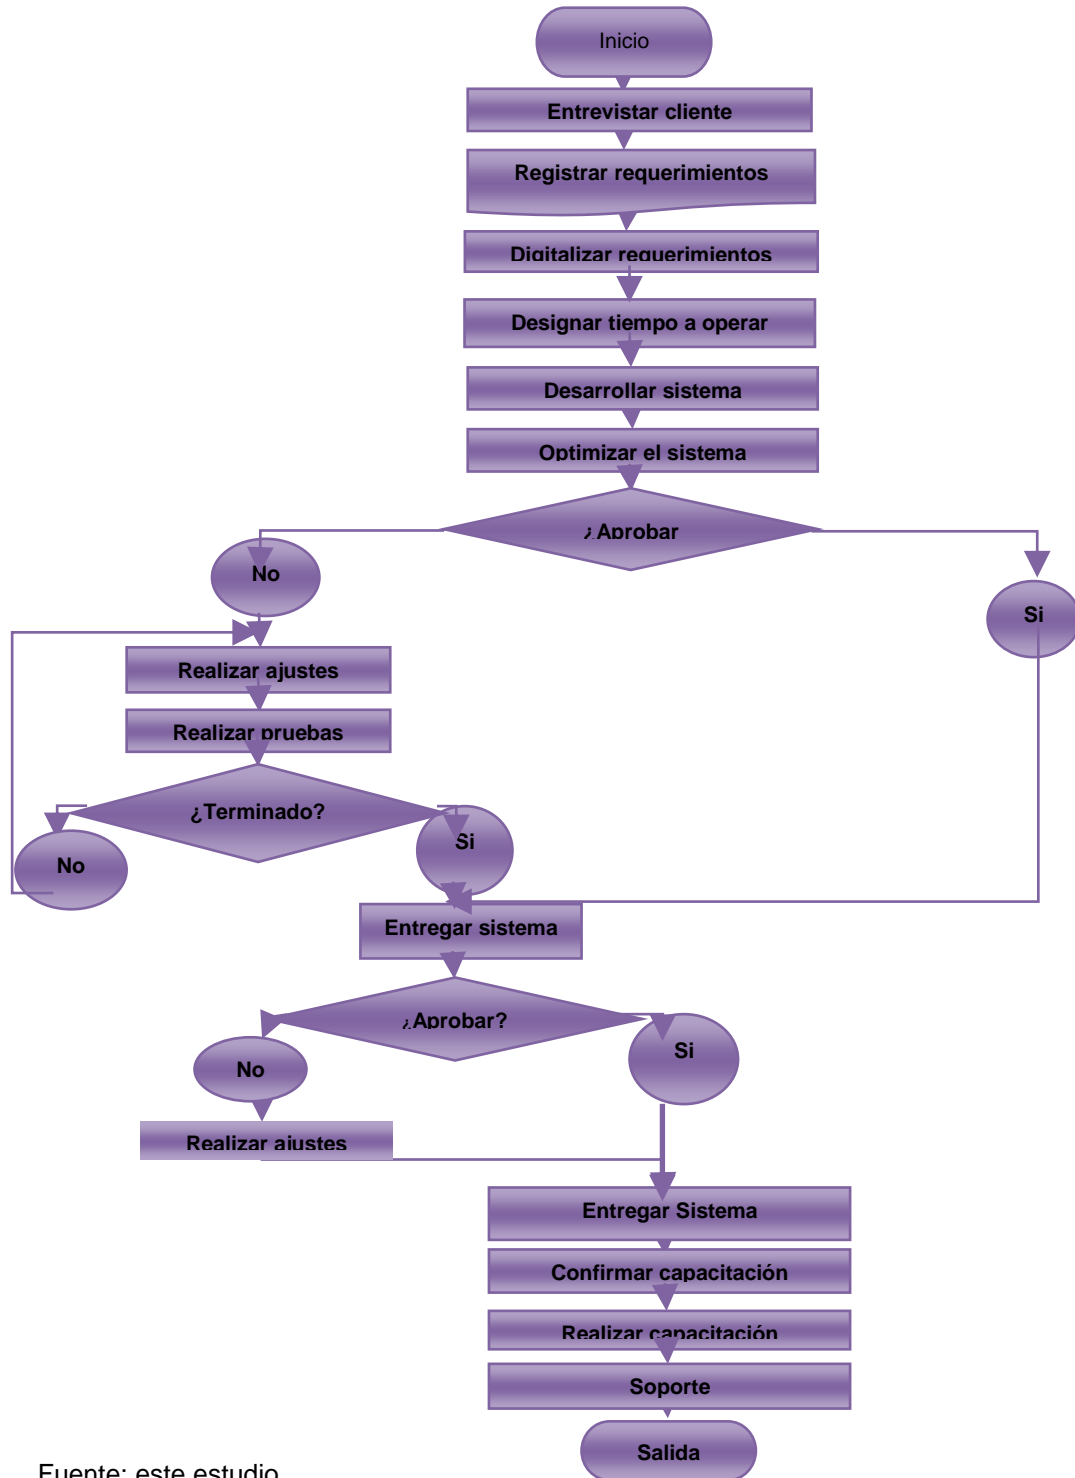 Inicio
Entrevistar cliente
Registrar requerimientos
Digitalizar requerimientos
Designar tiempo a operar
Desarrollar sistema
Optimizar el sistema
¿Aprobar
No
Si
Realizar ajustes
Realizar pruebas
¿Terminado?
No
Si
Entregar sistema
¿Aprobar?
No
Si
Realizar ajustes
Entregar Sistema
Confirmar capacitación
Realizar capacitación
Soporte
Salida
Fuente: este estudio